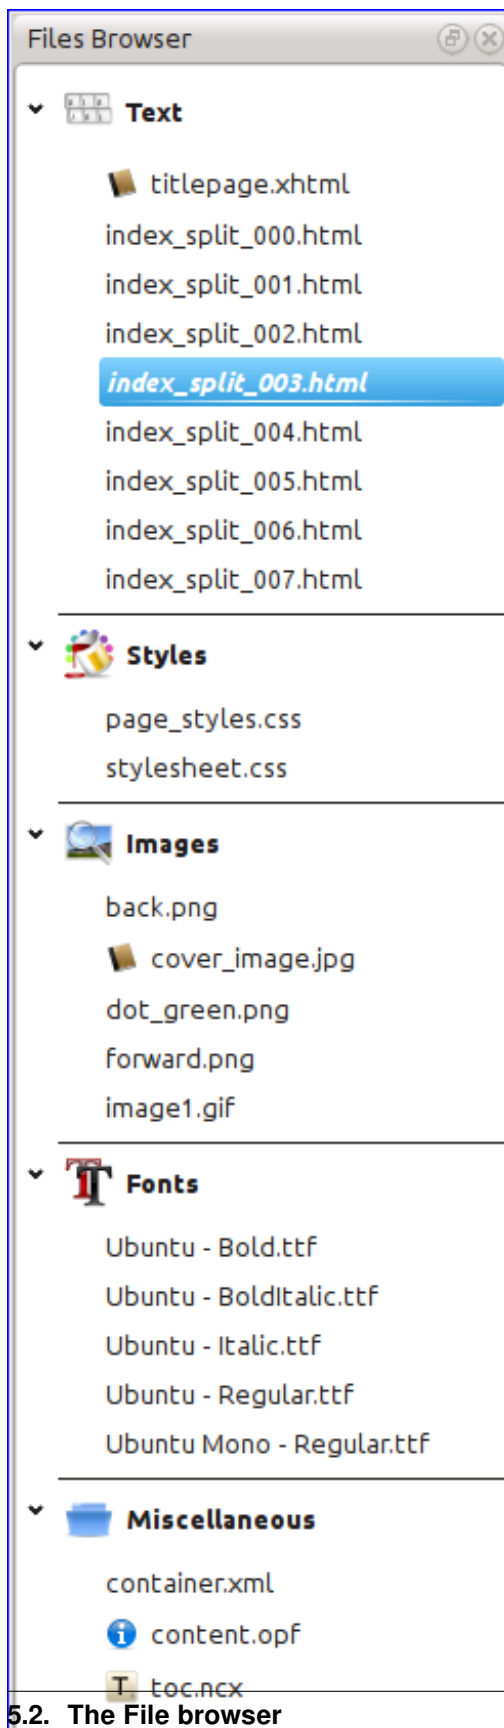 Files Browser
Text
titlepage.xhtml
index_split_000.html
index_split_001.html
index_split_002.html
index_split_003.html
index_split_004.html
index_split_005.html
index_split_006.html
index_split_007.html
Styles
page_styles.css
stylesheet.css
Images
back.png
cover_image.jpg
dot_green.png
forward.png
image1.gif
Fonts
Ubuntu - Bold.ttf
Ubuntu - BoldItalic.ttf
Ubuntu - Italic.ttf
Ubuntu - Regular.ttf
Ubuntu Mono - Regular.ttf
Miscellaneous
container.xml
content.opf
T. toc.ncx
5.2. The File browser